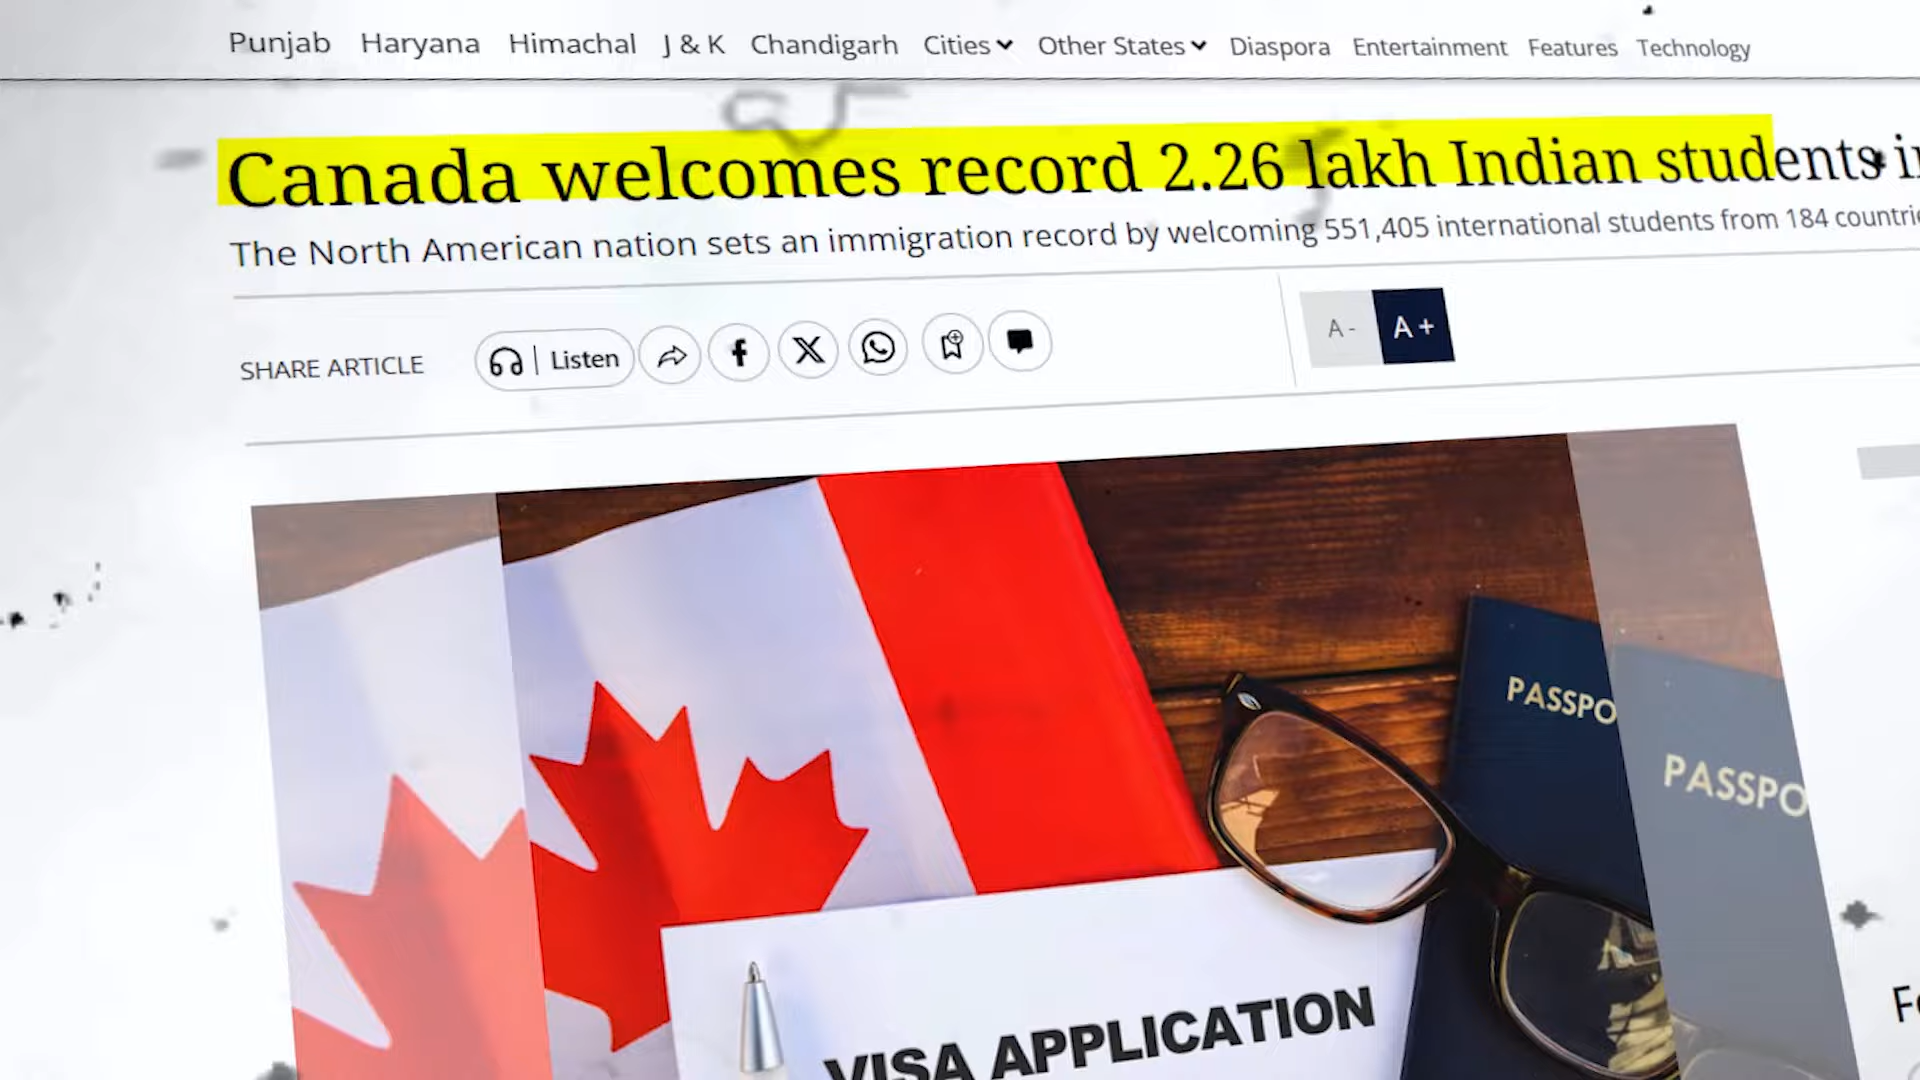 Punjab Haryana Himachal J & K Chandigarh Cities Other States Diaspora Entertainment Features Technology
Canada welcomes record 2.26 lakh Indian students
The North American nation sets an immigration record by welcoming 551,405 international students from 184
SHARE ARTICLE Listen A - A +
PASSPO
PASSPO
VISA APPLICATION